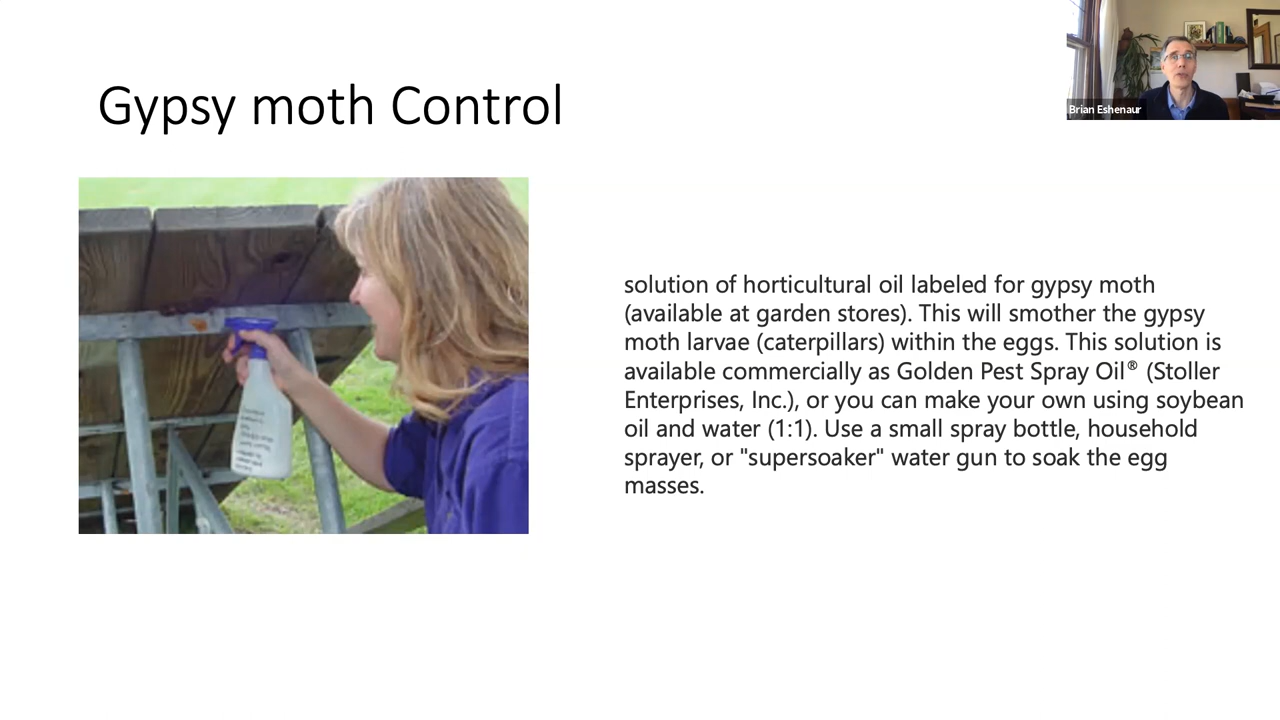 Brian Eshenaur
Gypsy moth Control
solution of horticultural oil labeled for gypsy moth
(available at garden stores). This will smother the gypsy
moth larvae (caterpillars) within the eggs. This solution is
available commercially as Golden Pest Spray Oil® (Stoller
Enterprises, Inc.), or you can make your own using soybean
oil and water (1:1). Use a small spray bottle, household
sprayer, or "supersoaker" water gun to soak the egg
masses.